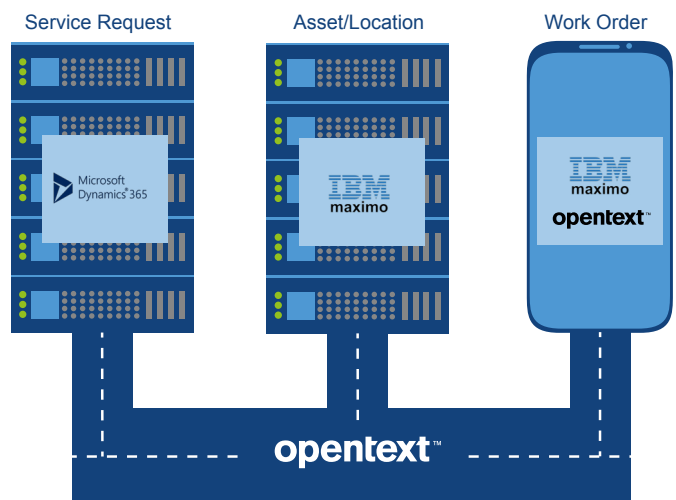 Service Request
Asset/Location
Work Order
Microsoft
Dynamics® 365
IBM
maximo
IBM
maximo
opentext™
opentext™